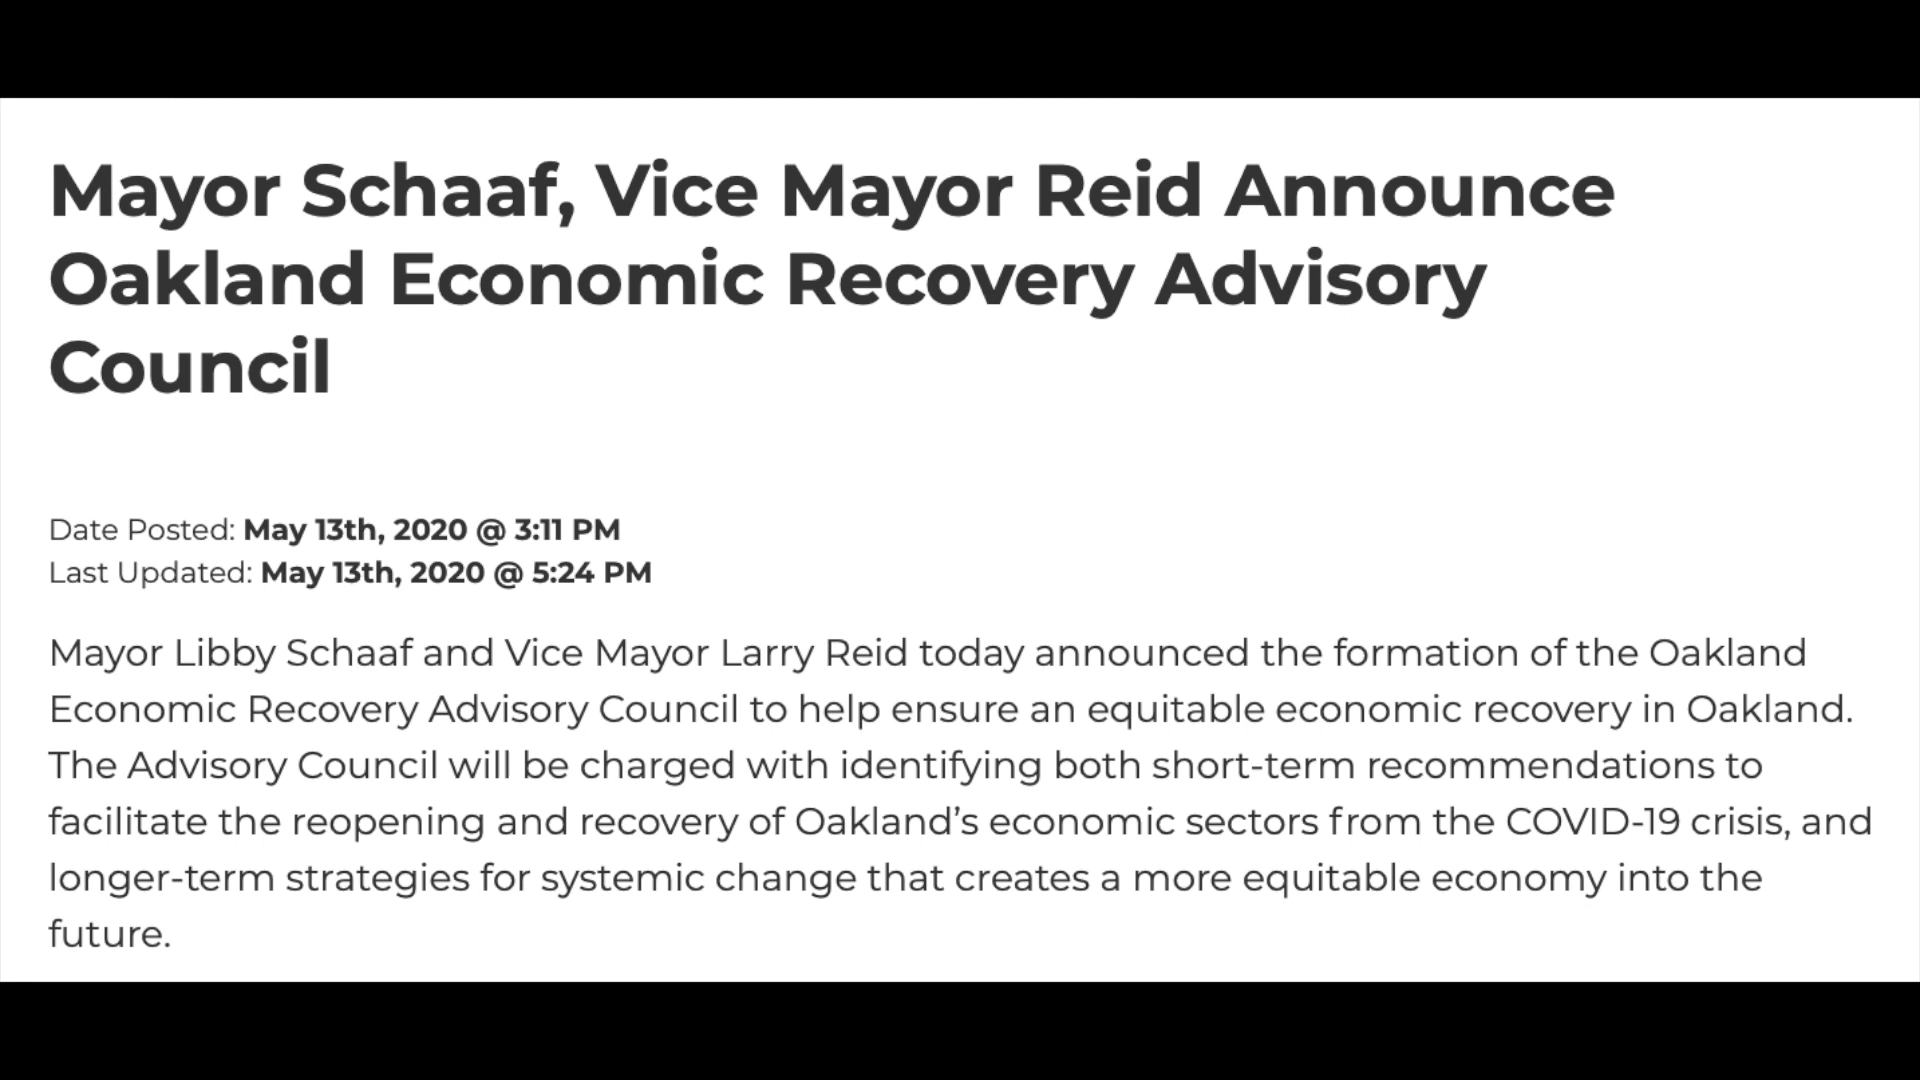 Mayor Schaaf, Vice Mayor Reid Announce
Oakland Economic Recovery Advisory
Council
Date Posted: May 13th, 2020 @ 3:11 PM
Last Updated: May 13th, 2020 @ 5:24 PM
Mayor Libby Schaaf and Vice Mayor Larry Reid today announced the formation of the Oakland
Economic Recovery Advisory Council to help ensure an equitable economic recovery in Oakland.
The Advisory Council will be charged with identifying both short-term recommendations to
facilitate the reopening and recovery of Oakland’s economic sectors from the COVID-19 crisis, and
longer-term strategies for systemic change that creates a more equitable economy into the
future.